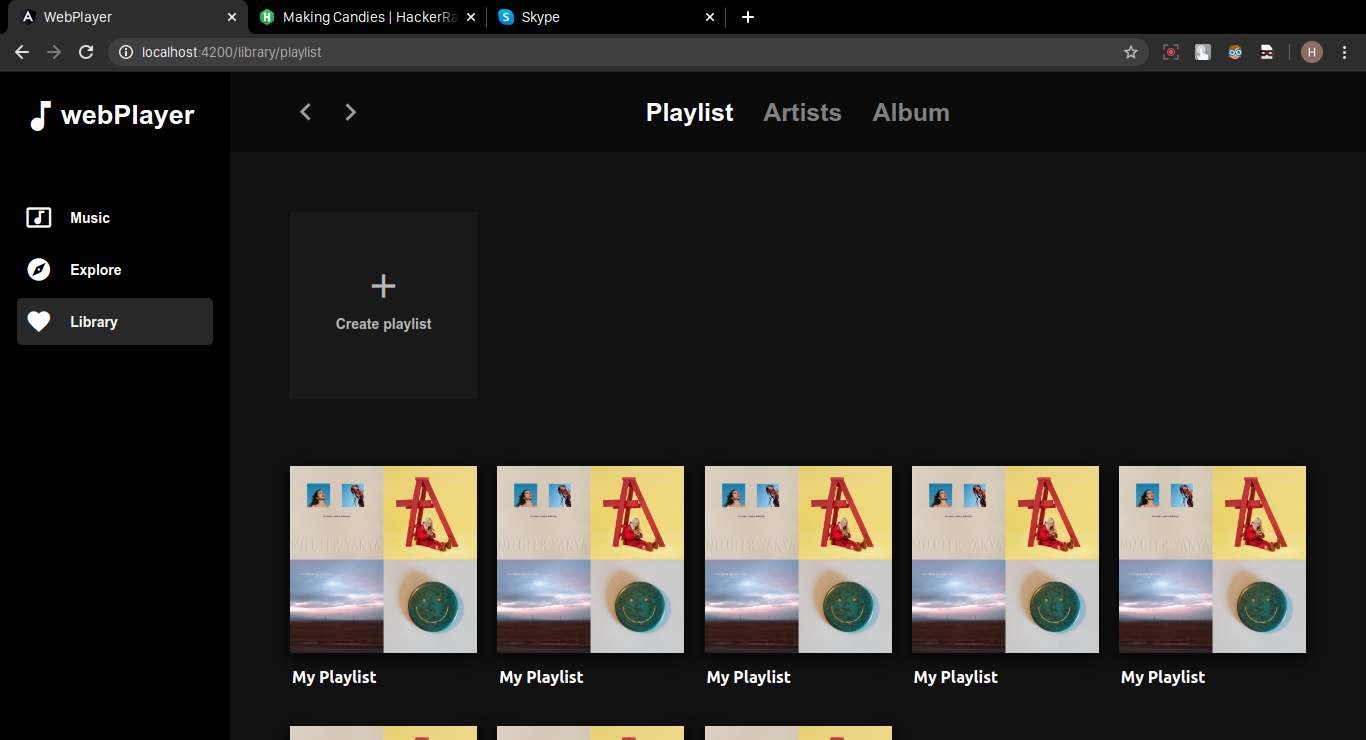 WebPlayer
Making Candies | HackerRa
Skype
localhost:4200/library/playlist
H
webPlayer
Playlist Artists Album
Music
Explore
Library
Create playlist
My Playlist My Playlist My Playlist My Playlist My Playlist